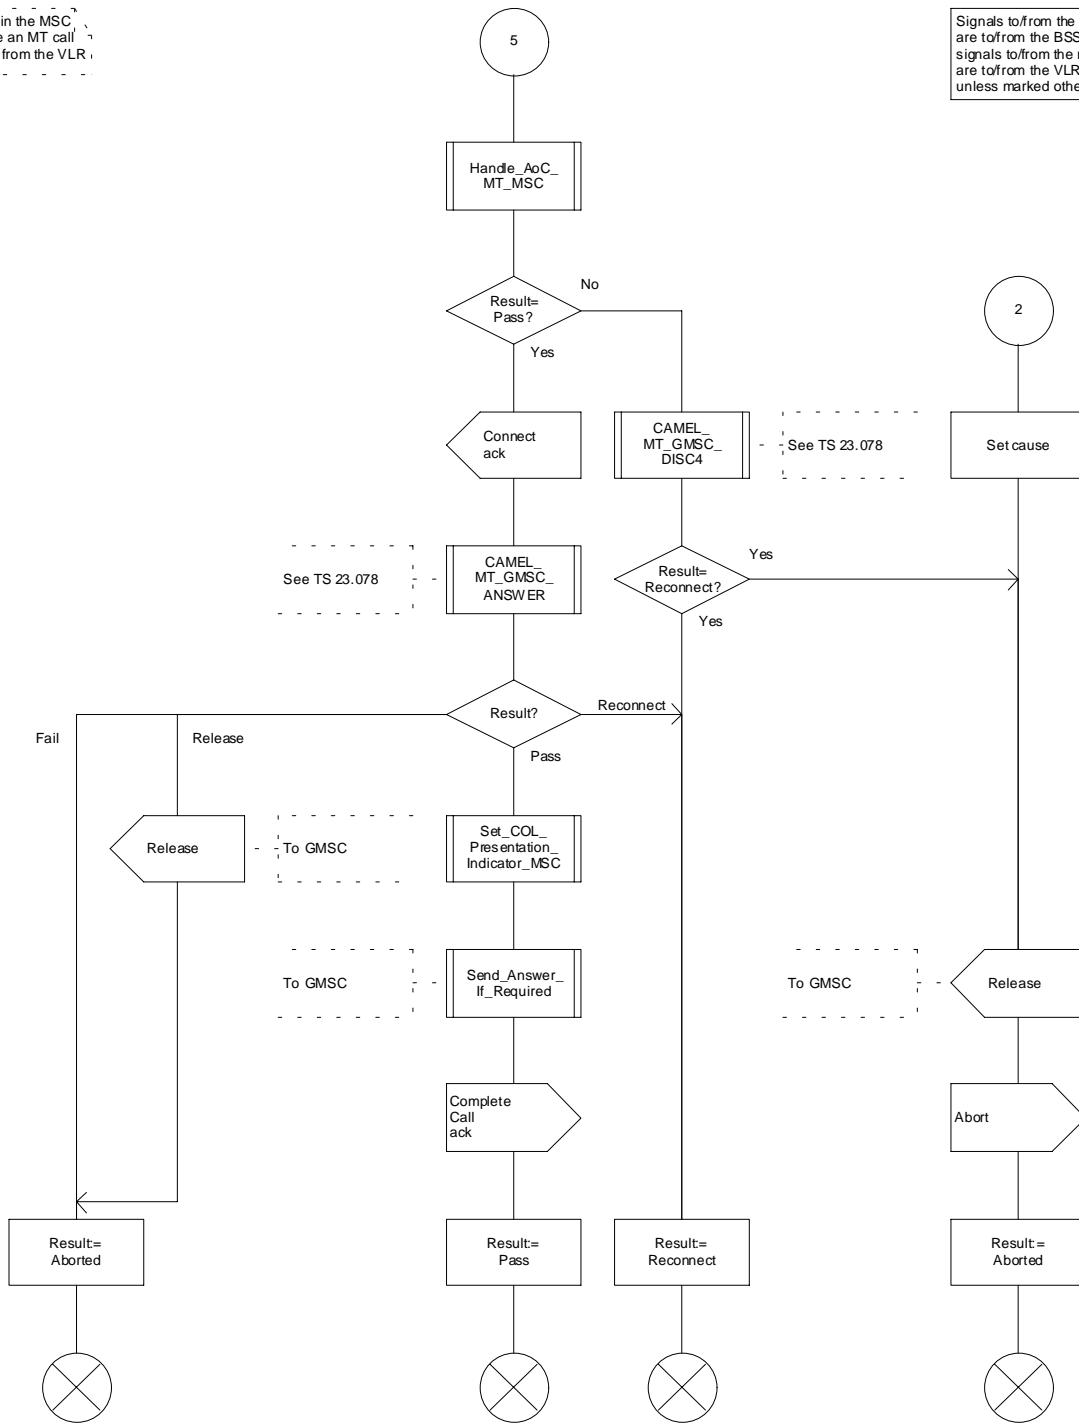 in the MSC
e an MT call
from the VLR
Signals to/from the
are to/from the BSS
signals to/from the
are to/from the VLR
unless marked othe
5
Handle_AoC_
MT_MSC
Result=
Pass?
No
Yes
2
Connect
ack
CAMEL_
MT_GMSC_
DISC4
See TS 23.078
Set cause
See TS 23.078
CAMEL_
MT_GMSC_
ANSWER
Result=
Reconnect?
Yes
Yes
Result?
Reconnect
Fail
Release
Pass
Release
To GMSC
Set_COL_
Presentation_
Indicator_MSC
To GMSC
Send_Answer_
If_Required
To GMSC
Release
Complete
Call
ack
Abort
Result:=
Aborted
Result:=
Pass
Result:=
Reconnect
Result:=
Aborted